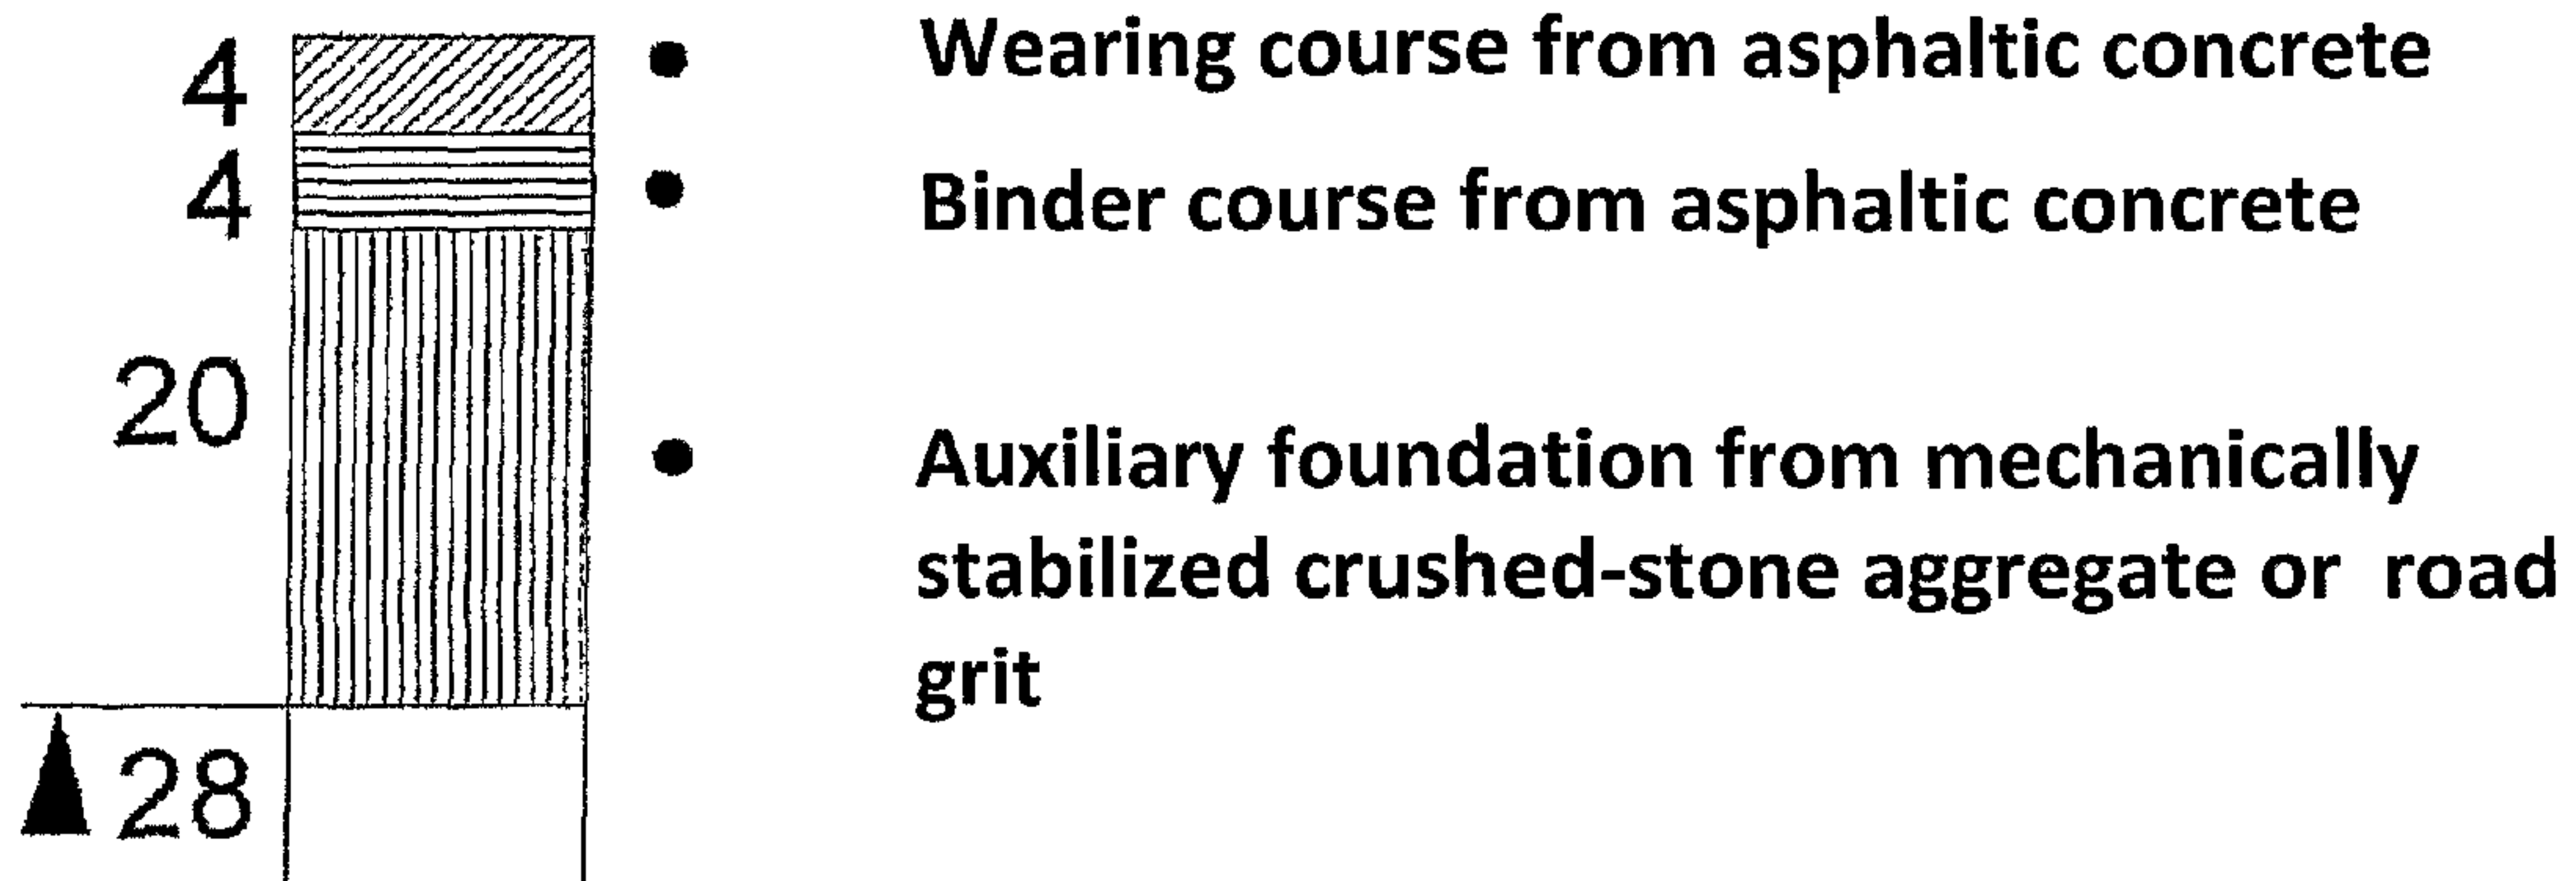 4 • Wearing course from asphaltic concrete
4 • Binder course from asphaltic concrete
20 • Auxiliary foundation from mechanically
stabilized crushed-stone aggregate or road
grit
28